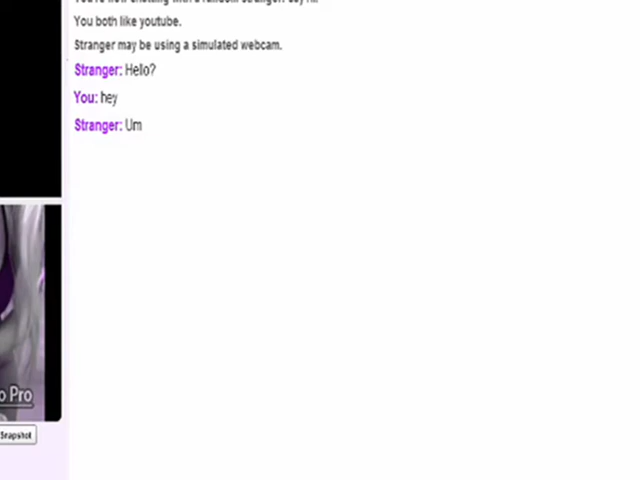 You both like youtube.
Stranger may be using a simulated webcam.
Stranger: Hello?
You: hey
Stranger: Um
Pro
Snapshot